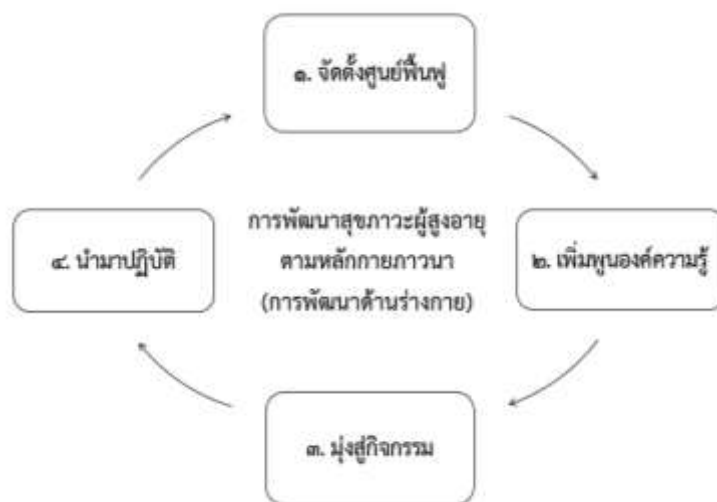 ๑. จัดตั้งศูนย์ฟื้นฟู
การพัฒนาสุขภาวะผู้สูงอายุ
ตามหลักกายภาวนา
(การพัฒนาด้านร่างกาย)
๒. เพิ่มพูนองค์ความรู้
๓. มุ่งสู่กิจกรรม
๔. นำมาปฏิบัติ